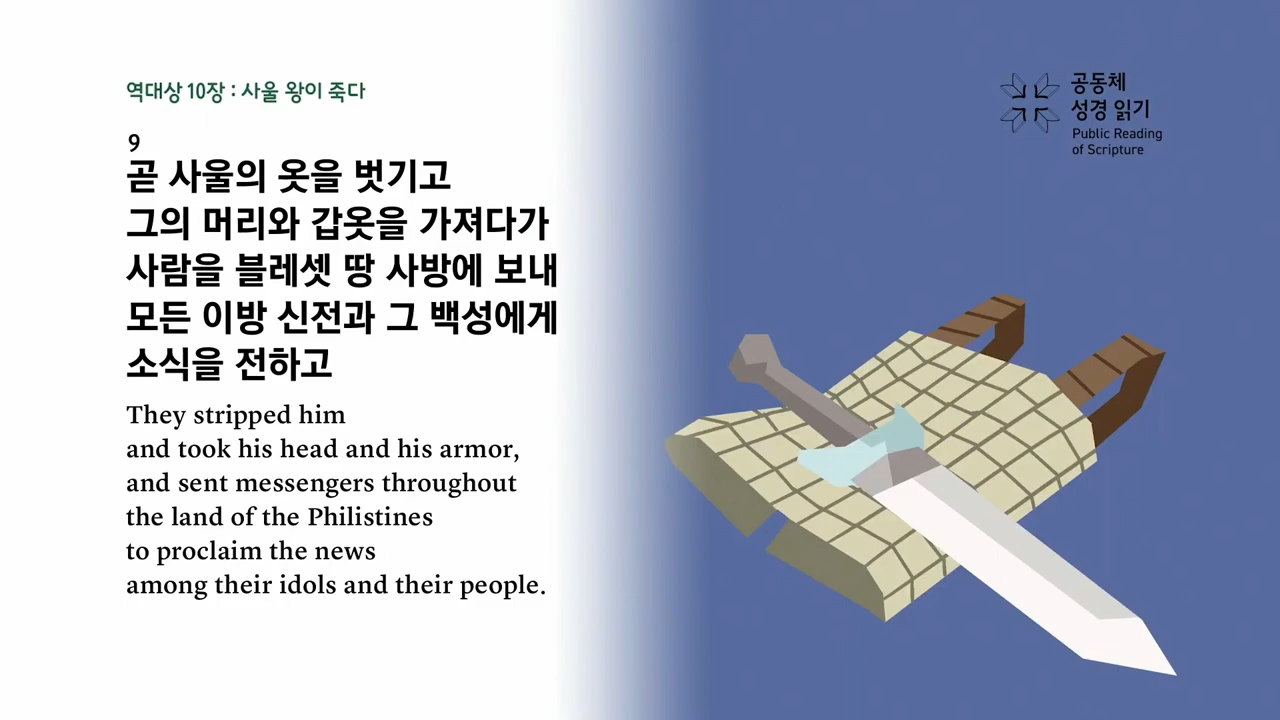 역대상 10장 : 사울 왕이 죽다
공동체
성경 읽기
Public Reading
of Scripture
9
곧 사울의 옷을 벗기고
그의 머리와 갑옷을 가져다가
사람을 블레셋 땅 사방에 보내
모든 이방 신전과 그 백성에게
소식을 전하고
They stripped him
and took his head and his armor,
and sent messengers throughout
the land of the Philistines
to proclaim the news
among their idols and their people.